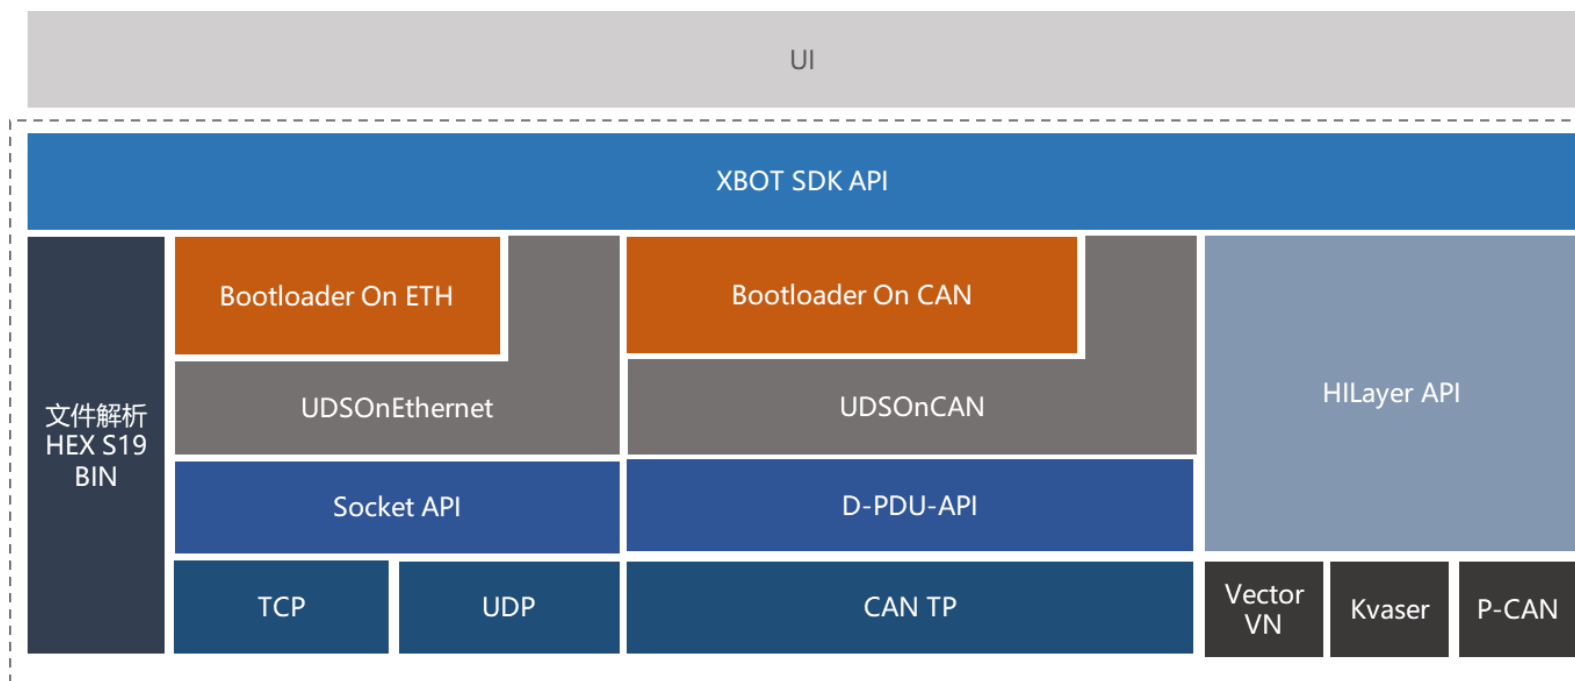 UI
XBOT SDK API
Bootloader On ETH
Bootloader On CAN
文件解析
HEX S19
BIN
UDSOnEthernet
UDSOnCAN
HILayer API
Socket API
D-PDU-API
TCP
UDP
CAN TP
Vector
VN
Kvaser
P-CAN